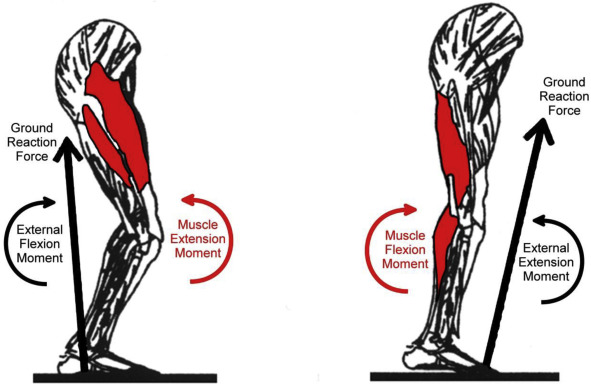 Ground
Reaction
Force
External
Flexion
Moment
Muscle
Extension
Moment
Ground
Reaction
Force
Muscle
Flexion
Moment
External
Extension
Moment